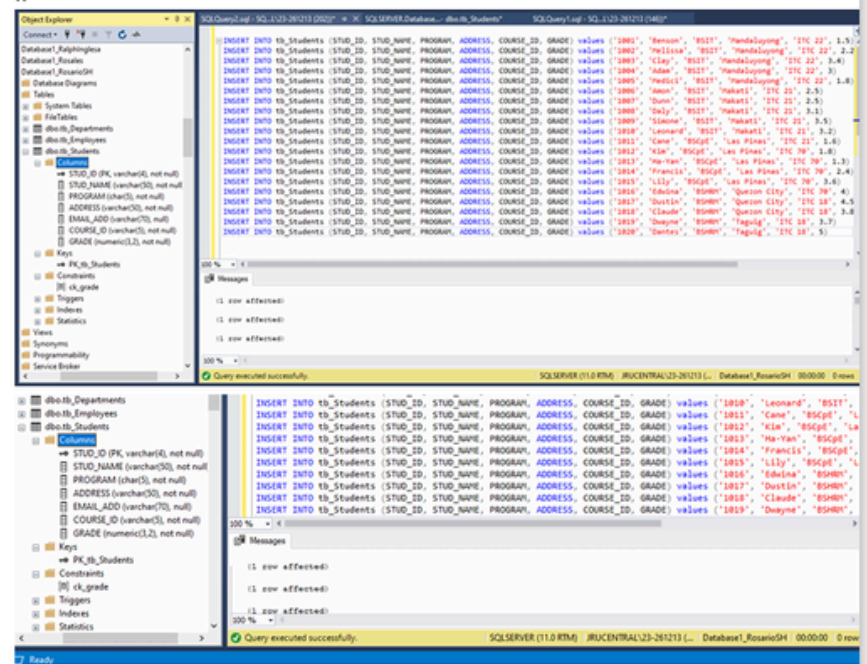 Object Explorer
Connect
Database1_Ralphinglesa
Database1_Rosales
Database1_RosarioSH
Database Diagrams
Tables
System Tables
FileTables
dbo.tb_Departments
dbo.tb_Employees
dbo.tb_Students
Columns
STUD_ID (PK, varchar(4), not null)
STUD_NAME (varchar(50), not null
PROGRAM (char(5), not null)
ADDRESS (varchar(50), not null)
EMAIL_ADD (varchar(70), null)
COURSE_ID (varchar(5), not null)
GRADE (numeric(3,2), not null)
Keys
PK_tb_Students
Constraints
ck_grade
Triggers
Indexes
Statistics
Views
Synonyms
Programmability
Service Broker
SQLQuery2.sql - SQ...L\23-261213 (202))* SQLSERVER.Database...- dbo.tb_Students* SQLQuery1.sql - SQ...L\23-261213 (146))*
INSERT INTO tb_Students (STUD_ID, STUD_NAME, PROGRAM, ADDRESS, COURSE_ID, GRADE) values ('1001', 'Benson', 'BSIT', 'Mandaluyong', 'ITC 22', 1.5)
INSERT INTO tb_Students (STUD_ID, STUD_NAME, PROGRAM, ADDRESS, COURSE_ID, GRADE) values ('1002', 'Melissa', 'BSIT', 'Mandaluyong', 'ITC 22', 2.2
INSERT INTO tb_Students (STUD_ID, STUD_NAME, PROGRAM, ADDRESS, COURSE_ID, GRADE) values ('1003', 'Clay', 'BSIT', 'Mandaluyong', 'ITC 22', 3.4)
INSERT INTO tb_Students (STUD_ID, STUD_NAME, PROGRAM, ADDRESS, COURSE_ID, GRADE) values ('1004', 'Adam', 'BSIT', 'Mandaluyong', 'ITC 22', 3)
INSERT INTO tb_Students (STUD_ID, STUD_NAME, PROGRAM, ADDRESS, COURSE_ID, GRADE) values ('1005', 'Medici', 'BSIT', 'Mandaluyong', 'ITC 22', 1.8)
INSERT INTO tb_Students (STUD_ID, STUD_NAME, PROGRAM, ADDRESS, COURSE_ID, GRADE) values ('1006', 'Amon', 'BSIT', 'Makati', 'ITC 21', 2.5)
INSERT INTO tb_Students (STUD_ID, STUD_NAME, PROGRAM, ADDRESS, COURSE_ID, GRADE) values ('1007', 'Dunn', 'BSIT', 'Makati', 'ITC 21', 2.5)
INSERT INTO tb_Students (STUD_ID, STUD_NAME, PROGRAM, ADDRESS, COURSE_ID, GRADE) values ('1008', 'Daly', 'BSIT', 'Makati', 'ITC 21', 3.1)
INSERT INTO tb_Students (STUD_ID, STUD_NAME, PROGRAM, ADDRESS, COURSE_ID, GRADE) values ('1009', 'Simone', 'BSIT', 'Makati', 'ITC 21', 3.5)
INSERT INTO tb_Students (STUD_ID, STUD_NAME, PROGRAM, ADDRESS, COURSE_ID, GRADE) values ('1010', 'Leonard', 'BSIT', 'Makati', 'ITC 21', 3.2)
INSERT INTO tb_Students (STUD_ID, STUD_NAME, PROGRAM, ADDRESS, COURSE_ID, GRADE) values ('1011', 'Cane', 'BSCpE', 'Las Pinas', 'ITC 21', 1.6)
INSERT INTO tb_Students (STUD_ID, STUD_NAME, PROGRAM, ADDRESS, COURSE_ID, GRADE) values ('1012', 'Kim', 'BSCpE', 'Las Pinas', 'ITC 70', 1.8)
INSERT INTO tb_Students (STUD_ID, STUD_NAME, PROGRAM, ADDRESS, COURSE_ID, GRADE) values ('1013', 'Ha-Yan', 'BSCpE', 'Las Pinas', 'ITC 70', 1.3)
INSERT INTO tb_Students (STUD_ID, STUD_NAME, PROGRAM, ADDRESS, COURSE_ID, GRADE) values ('1014', 'Francis', 'BSCpE', 'Las Pinas', 'ITC 70', 2.4)
INSERT INTO tb_Students (STUD_ID, STUD_NAME, PROGRAM, ADDRESS, COURSE_ID, GRADE) values ('1015', 'Lily', 'BSCpE', 'Las Pinas', 'ITC 70', 3.6)
INSERT INTO tb_Students (STUD_ID, STUD_NAME, PROGRAM, ADDRESS, COURSE_ID, GRADE) values ('1016', 'Edwina', 'BSHRM', 'Quezon City', 'ITC 70', 4)
INSERT INTO tb_Students (STUD_ID, STUD_NAME, PROGRAM, ADDRESS, COURSE_ID, GRADE) values ('1017', 'Dustin', 'BSHRM', 'Quezon City', 'ITC 18', 4.5
INSERT INTO tb_Students (STUD_ID, STUD_NAME, PROGRAM, ADDRESS, COURSE_ID, GRADE) values ('1018', 'Claude', 'BSHRM', 'Quezon City', 'ITC 18', 3.8
INSERT INTO tb_Students (STUD_ID, STUD_NAME, PROGRAM, ADDRESS, COURSE_ID, GRADE) values ('1019', 'Dwayne', 'BSHRM', 'Taguig', 'ITC 18', 3.7)
INSERT INTO tb_Students (STUD_ID, STUD_NAME, PROGRAM, ADDRESS, COURSE_ID, GRADE) values ('1020', 'Dantes', 'BSHRM', 'Taguig', 'ITC 18', 5)
100 %
Messages
(1 row affected)
(1 row affected)
(1 row affected)
100 %
Query executed successfully. SQLSERVER (11.0 RTM) JRUCENTRAL\23-261213 (... Database1_RosarioSH 00:00:00 0 rows
dbo.tb_Departments
dbo.tb_Employees
dbo.tb_Students
Columns
STUD_ID (PK, varchar(4), not null)
STUD_NAME (varchar(50), not null
PROGRAM (char(5), not null)
ADDRESS (varchar(50), not null)
EMAIL_ADD (varchar(70), null)
COURSE_ID (varchar(5), not null)
GRADE (numeric(3,2), not null)
Keys
PK_tb_Students
Constraints
ck_grade
Triggers
Indexes
Statistics
INSERT INTO tb_Students (STUD_ID, STUD_NAME, PROGRAM, ADDRESS, COURSE_ID, GRADE) values ('1010', 'Leonard', 'BSIT',
INSERT INTO tb_Students (STUD_ID, STUD_NAME, PROGRAM, ADDRESS, COURSE_ID, GRADE) values ('1011', 'Cane', 'BSCpE', 'L
INSERT INTO tb_Students (STUD_ID, STUD_NAME, PROGRAM, ADDRESS, COURSE_ID, GRADE) values ('1012', 'Kim', 'BSCpE', 'La
INSERT INTO tb_Students (STUD_ID, STUD_NAME, PROGRAM, ADDRESS, COURSE_ID, GRADE) values ('1013', 'Ha-Yan', 'BSCpE',
INSERT INTO tb_Students (STUD_ID, STUD_NAME, PROGRAM, ADDRESS, COURSE_ID, GRADE) values ('1014', 'Francis', 'BSCpE',
INSERT INTO tb_Students (STUD_ID, STUD_NAME, PROGRAM, ADDRESS, COURSE_ID, GRADE) values ('1015', 'Lily', 'BSCpE', 'L
INSERT INTO tb_Students (STUD_ID, STUD_NAME, PROGRAM, ADDRESS, COURSE_ID, GRADE) values ('1016', 'Edwina', 'BSHRM',
INSERT INTO tb_Students (STUD_ID, STUD_NAME, PROGRAM, ADDRESS, COURSE_ID, GRADE) values ('1017', 'Dustin', 'BSHRM',
INSERT INTO tb_Students (STUD_ID, STUD_NAME, PROGRAM, ADDRESS, COURSE_ID, GRADE) values ('1018', 'Claude', 'BSHRM',
INSERT INTO tb_Students (STUD_ID, STUD_NAME, PROGRAM, ADDRESS, COURSE_ID, GRADE) values ('1019', 'Dwayne', 'BSHRM',
100 %
Messages
(1 row affected)
(1 row affected)
(1 row affected)
100 %
Query executed successfully. SQLSERVER (11.0 RTM) JRUCENTRAL\23-261213 (... Database1_RosarioSH 00:00:00 0 row
Ready